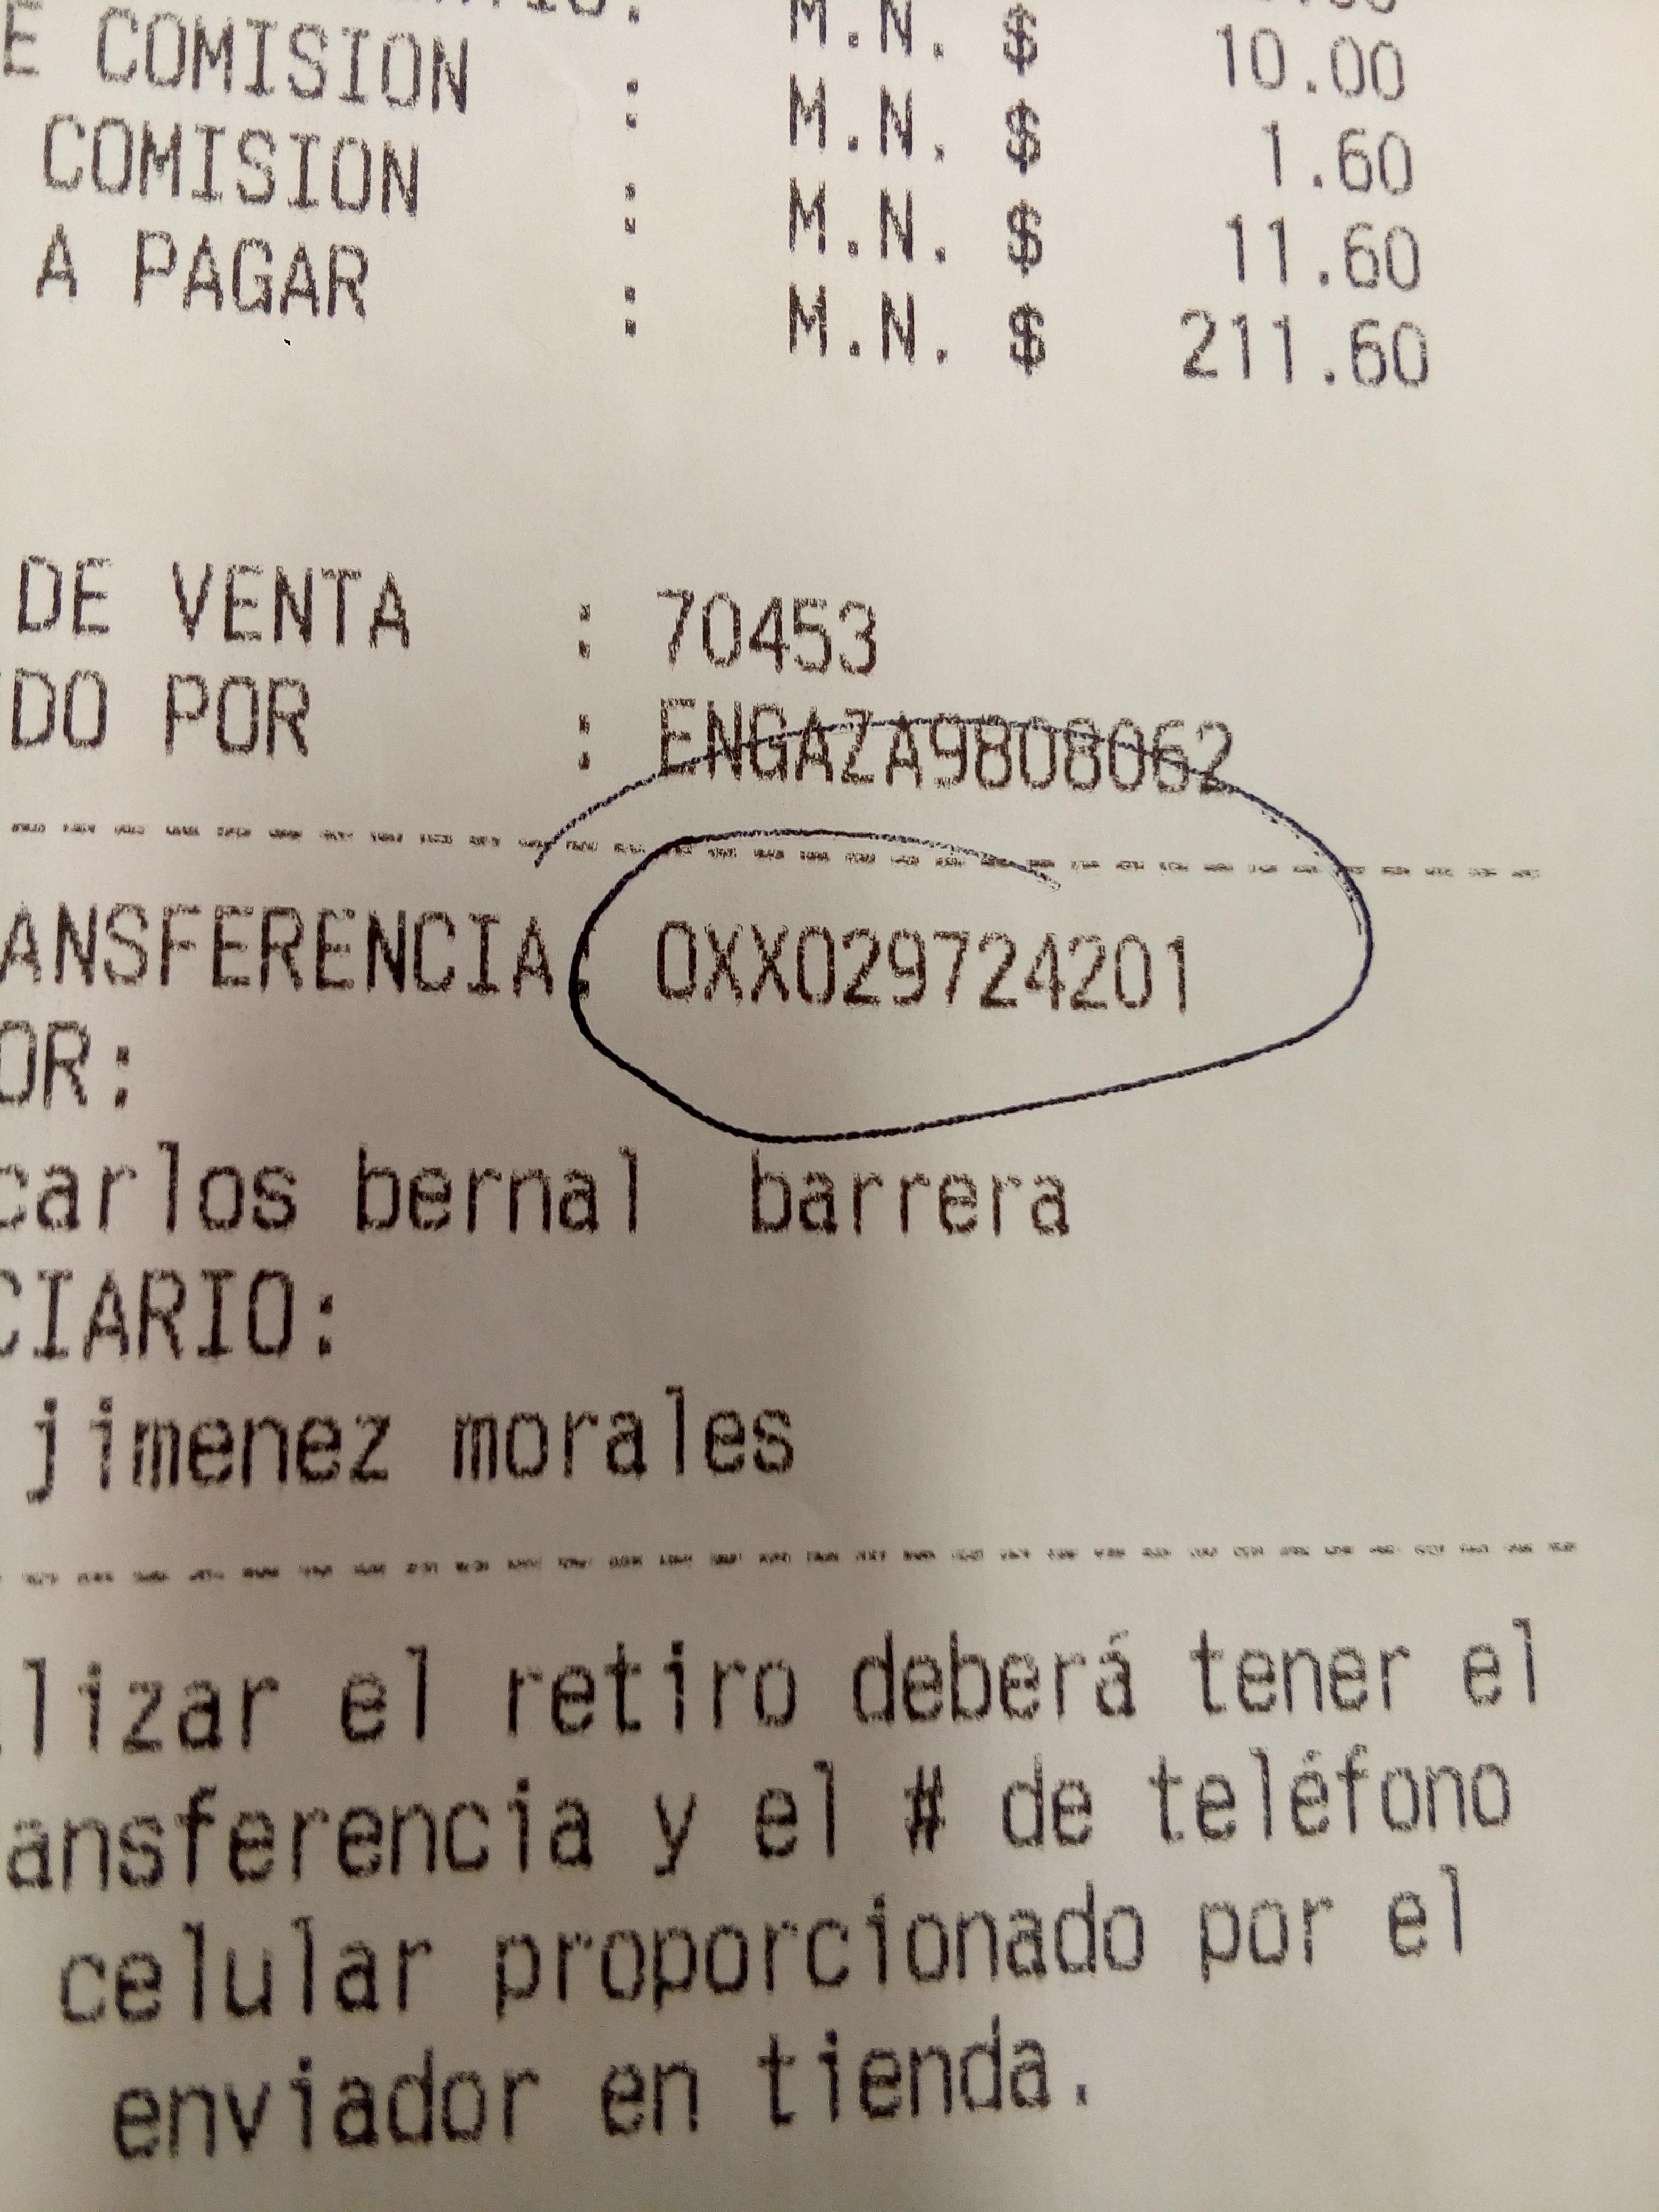 M.N. $
E COMISION : M.N. $ 10.00
COMISION : M.N. $ 1.60
A PAGAR : M.N. $ 11.60
211.60
DE VENTA : 70453
DO POR : ENGAZA9808062
ANSFERENCIA: OXXO29724201
OR:
carlos bernal barrera
CIARIO:
jimenez morales
lizar el retiro deberá tener el
ansferencia y el # de teléfono
celular proporcionado por el
enviador en tienda.